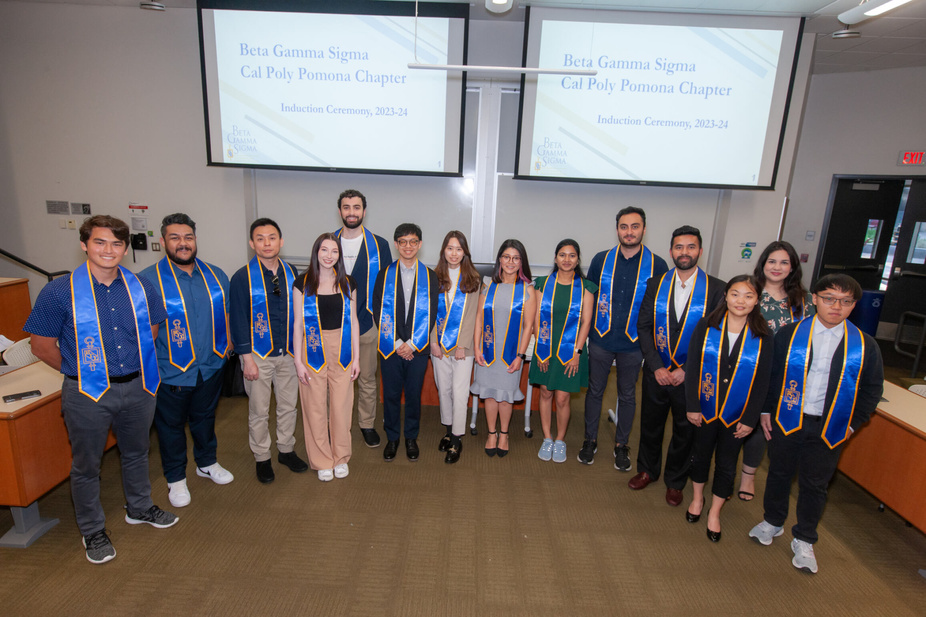 Beta Gamma Sigma
Cal Poly Pomona Chapter
Induction Ceremony, 2023-24
BETA
GAMMA
SIGMA
Beta Gamma Sigma
Cal Poly Pomona Chapter
Induction Ceremony, 2023-24
BETA
GAMMA
SIGMA
EXIT